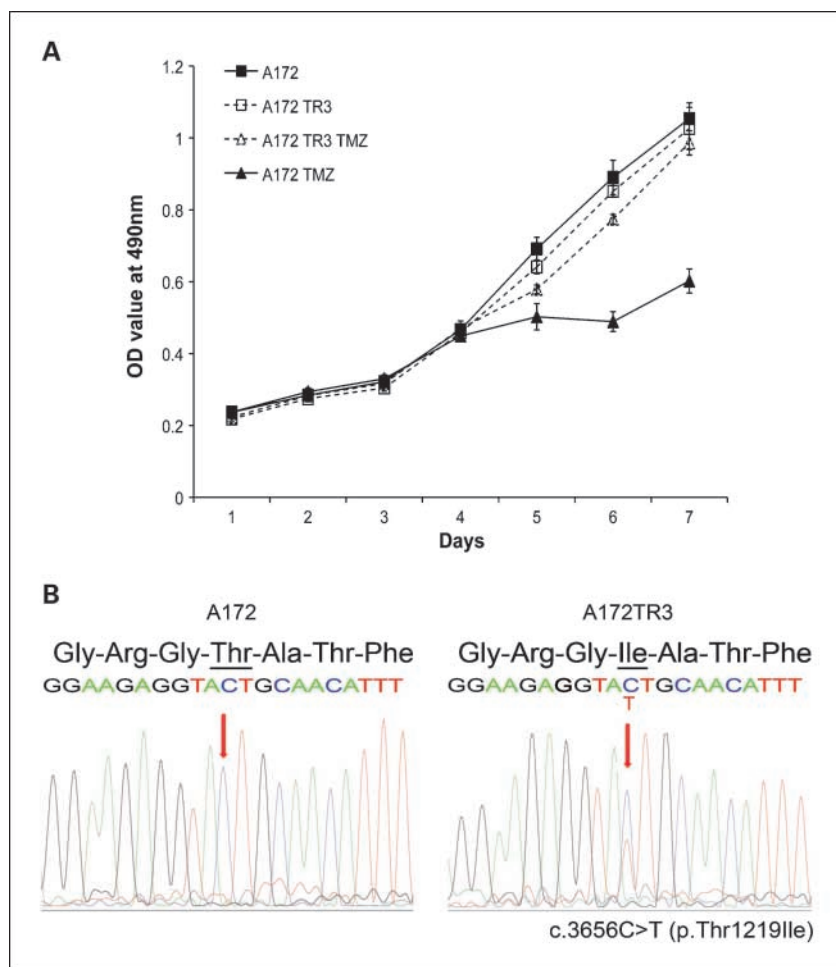 A
1.2
1
0.8
0.6
0.4
0.2
0
OD value at 490nm
A172
A172 TR3
A172 TR3 TMZ
A172 TMZ
1 2 3 4 5 6 7
Days
B
A172
Gly-Arg-Gly-Thr-Ala-Thr-Phe
GGAAGAGGTACTGCAACATTT
A172TR3
Gly-Arg-Gly-Ile-Ala-Thr-Phe
GGAAGAGGTACTGCAACATTT
T
c.3656C>T (p.Thr1219Ile)